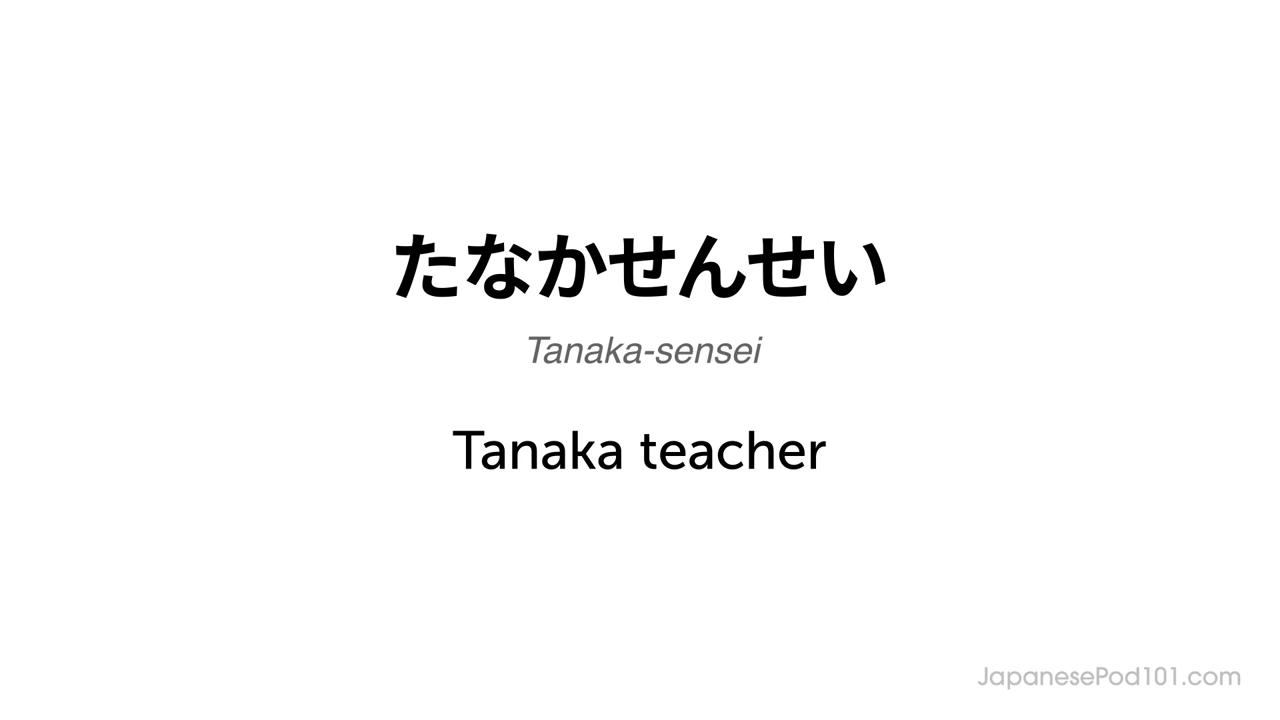 たなかせんせい
Tanaka-sensei
Tanaka teacher
JapanesePod101.com